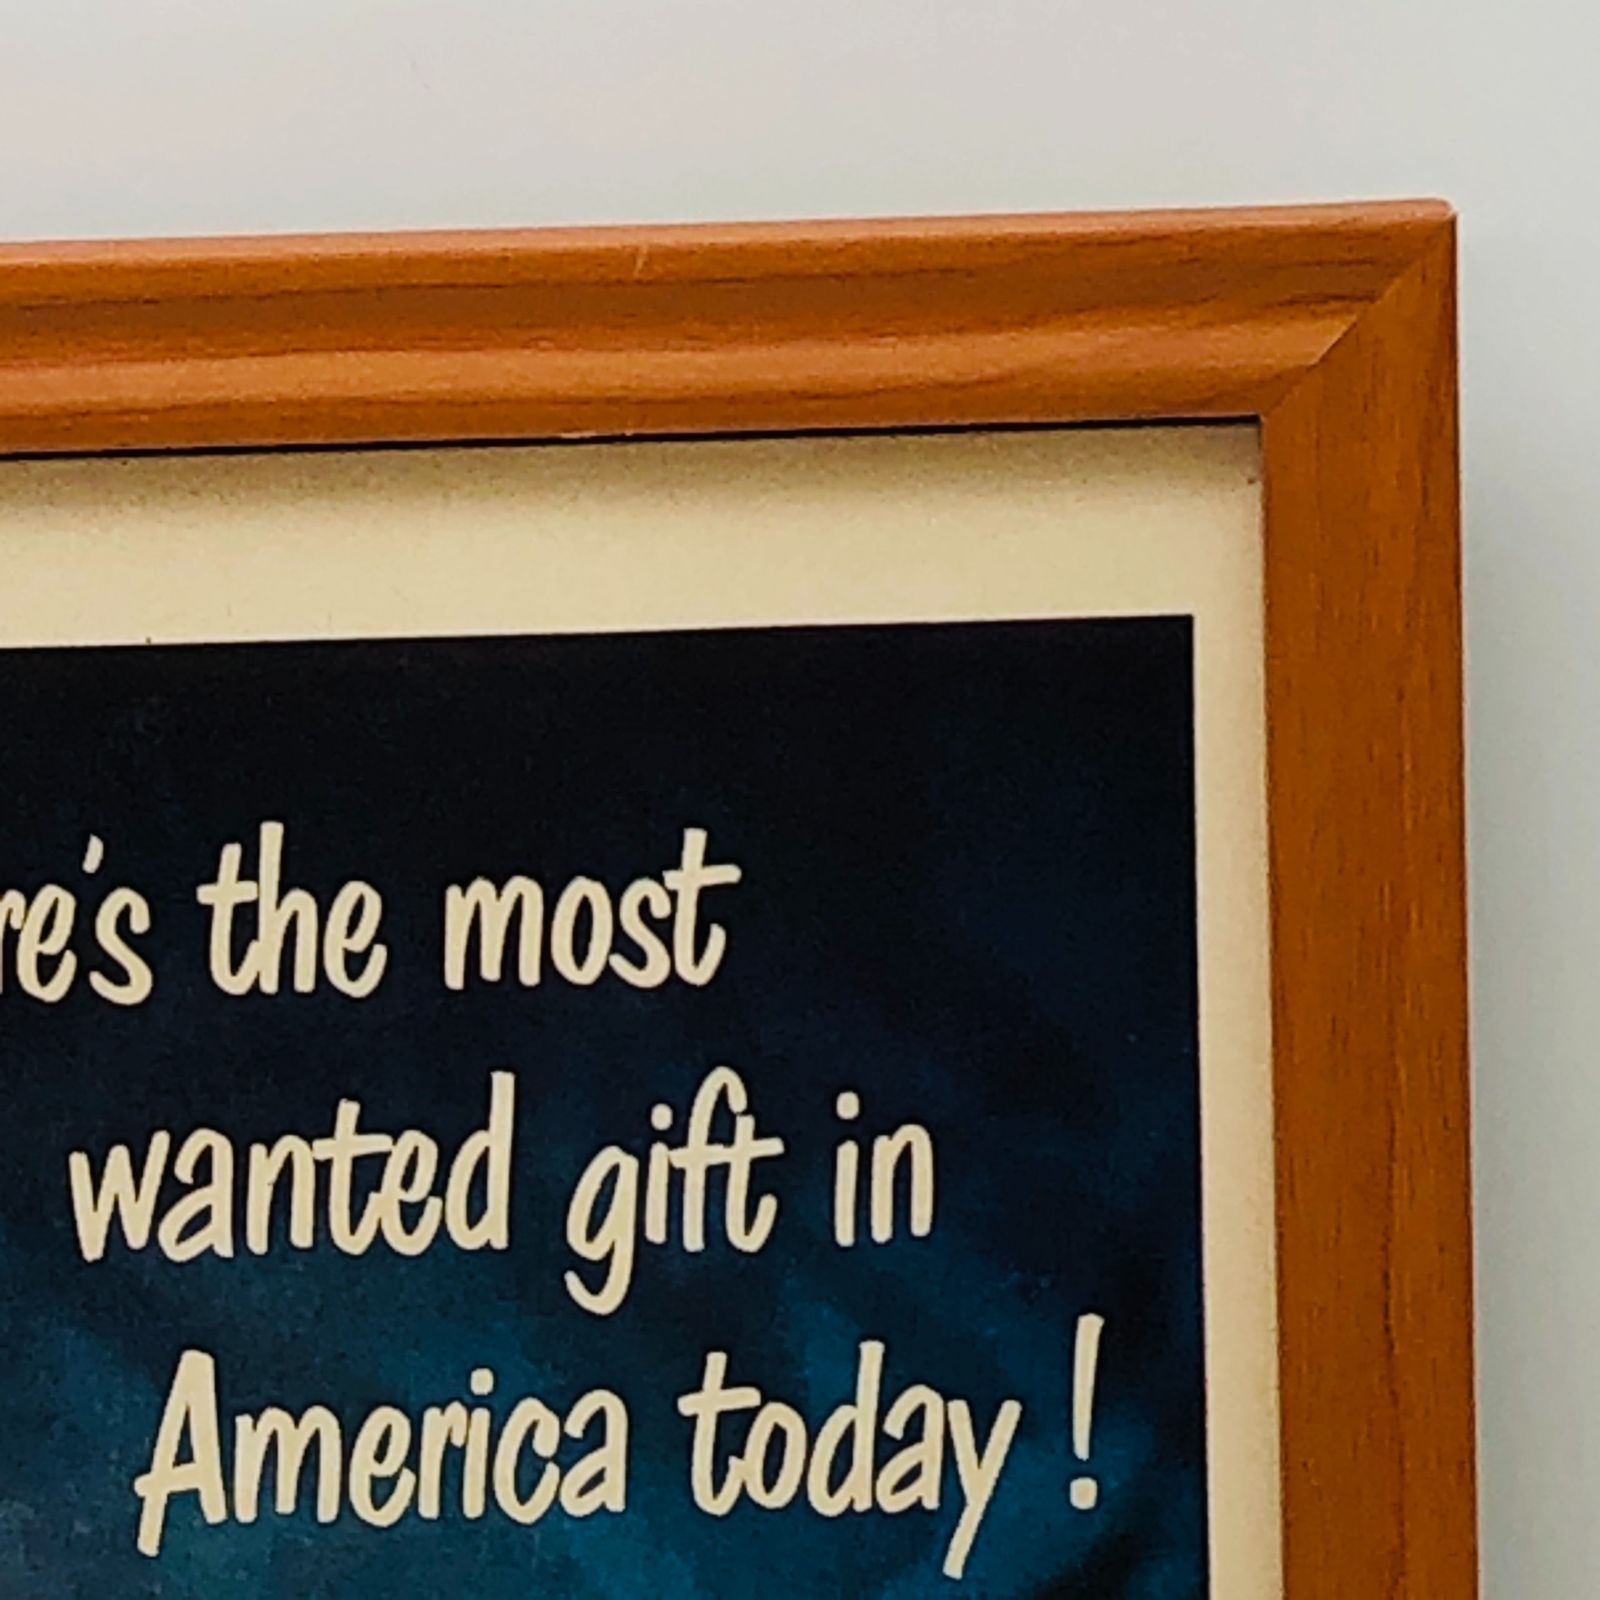 re's the most
wanted gift in
America today!